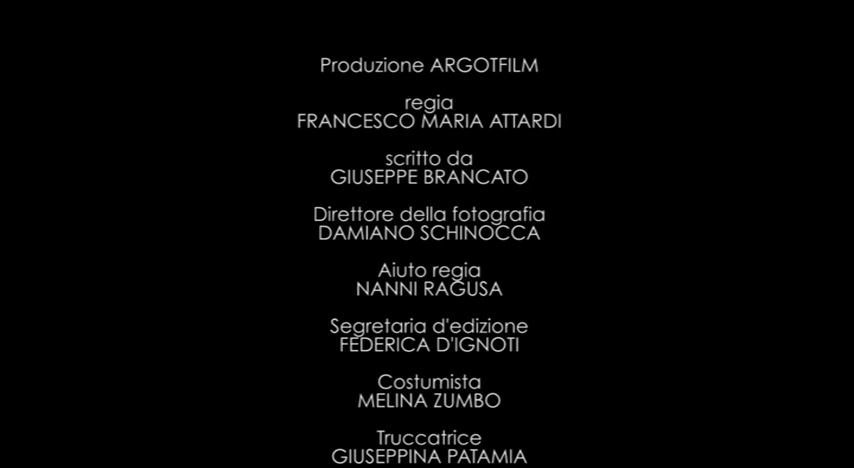 Produzione ARGOTFILM
regia
FRANCESCO MARIA ATTARDI
scritto da
GIUSEPPE BRANCATO
Direttore della fotografia
DAMIANO SCHINOCCA
Aiuto regia
NANNI RAGUSA
Segretaria d'edizione
FEDERICA D'IGNOTI
Costumista
MELINA ZUMBO
Truccatrice
GIUSEPPINA PATAMIA